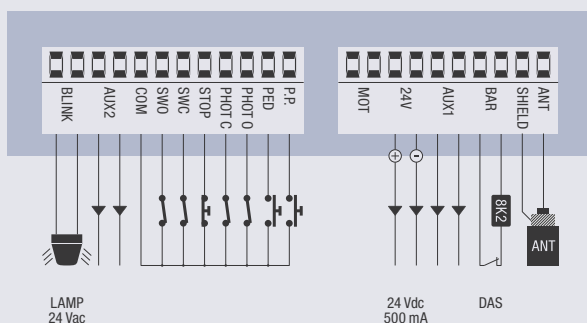 BLINK
AUX2
COM
SWO
SWC
STOP
PHOT C
PHOT O
PED
P.P.
MOT
24V
AUX1
BAR
SHIELD
ANT
+
-
8K2
ANT
LAMP
24 Vac
24 Vdc
500 mA
DAS